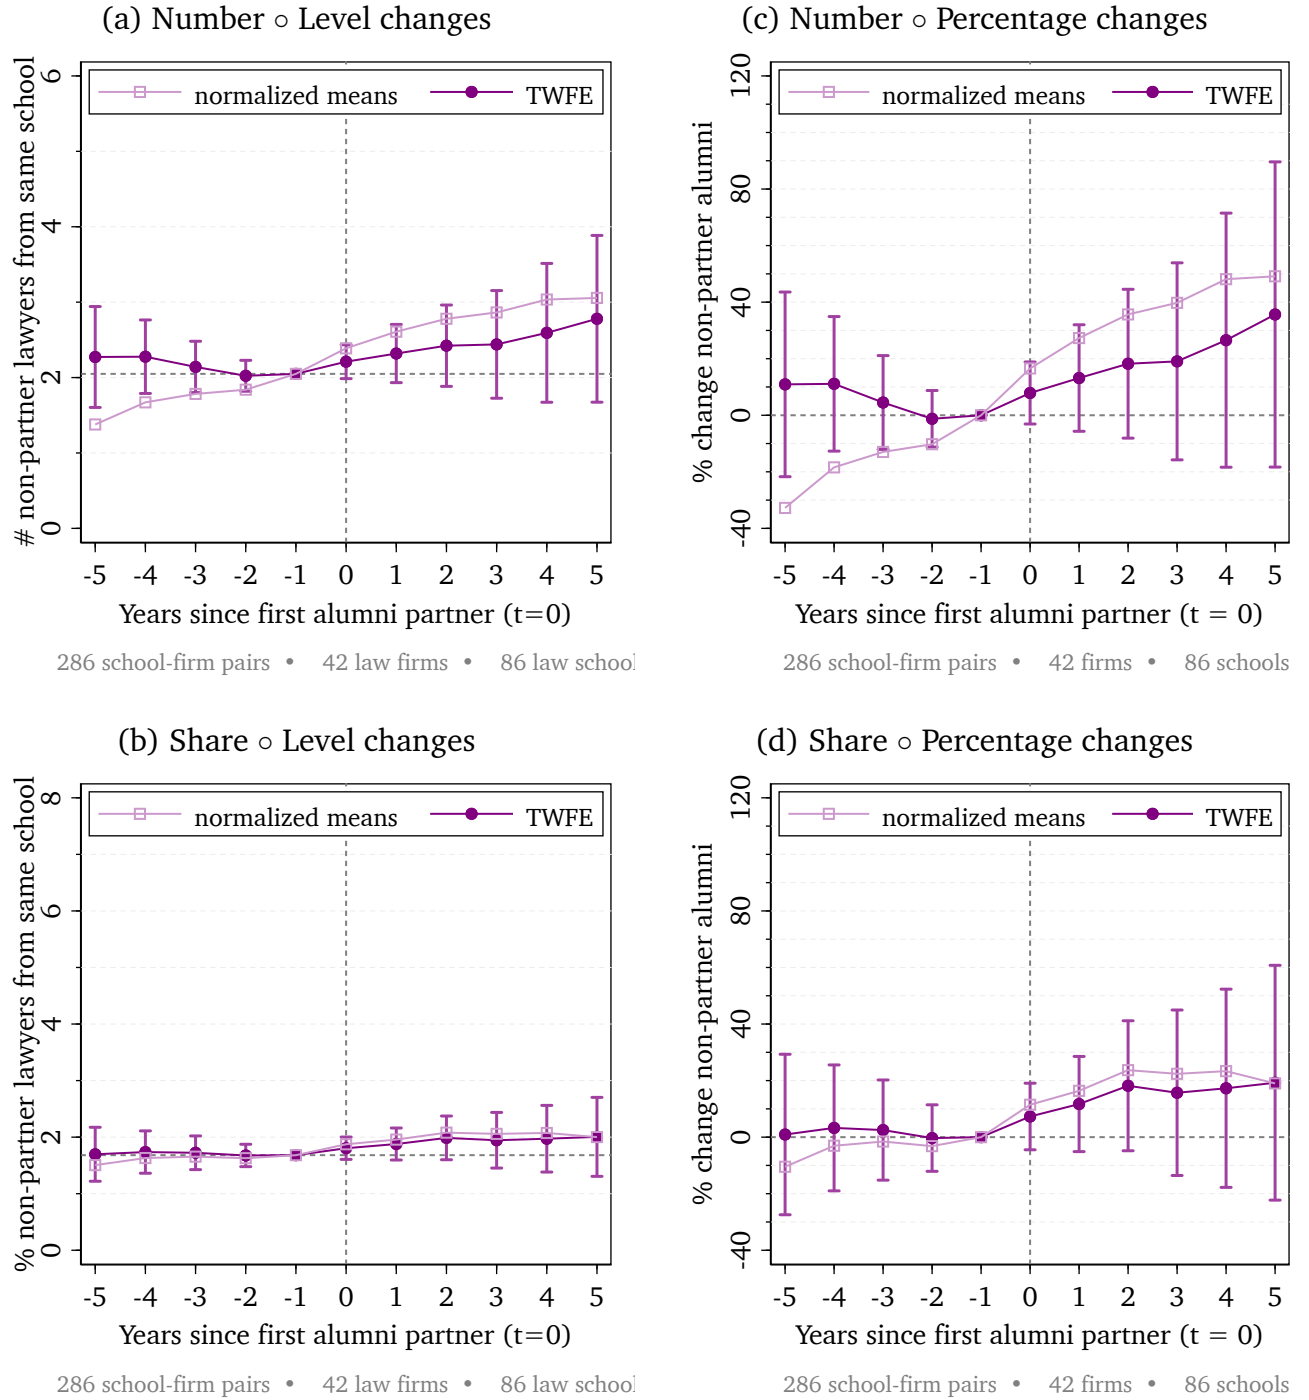 (a) Number ∘ Level changes
# non-partner lawyers from same school
normalized means
TWFE
6
4
2
0
-5 -4 -3 -2 -1 0 1 2 3 4 5
Years since first alumni partner (t=0)
286 school-firm pairs • 42 law firms • 86 law school
(c) Number ∘ Percentage changes
% change non-partner alumni
normalized means
TWFE
120
80
40
0
-40
-5 -4 -3 -2 -1 0 1 2 3 4 5
Years since first alumni partner (t = 0)
286 school-firm pairs • 42 firms • 86 schools
(b) Share ∘ Level changes
% non-partner lawyers from same school
normalized means
TWFE
8
6
4
2
0
-5 -4 -3 -2 -1 0 1 2 3 4 5
Years since first alumni partner (t=0)
286 school-firm pairs • 42 law firms • 86 law school
(d) Share ∘ Percentage changes
% change non-partner alumni
normalized means
TWFE
120
80
40
0
-40
-5 -4 -3 -2 -1 0 1 2 3 4 5
Years since first alumni partner (t = 0)
286 school-firm pairs • 42 firms • 86 schools